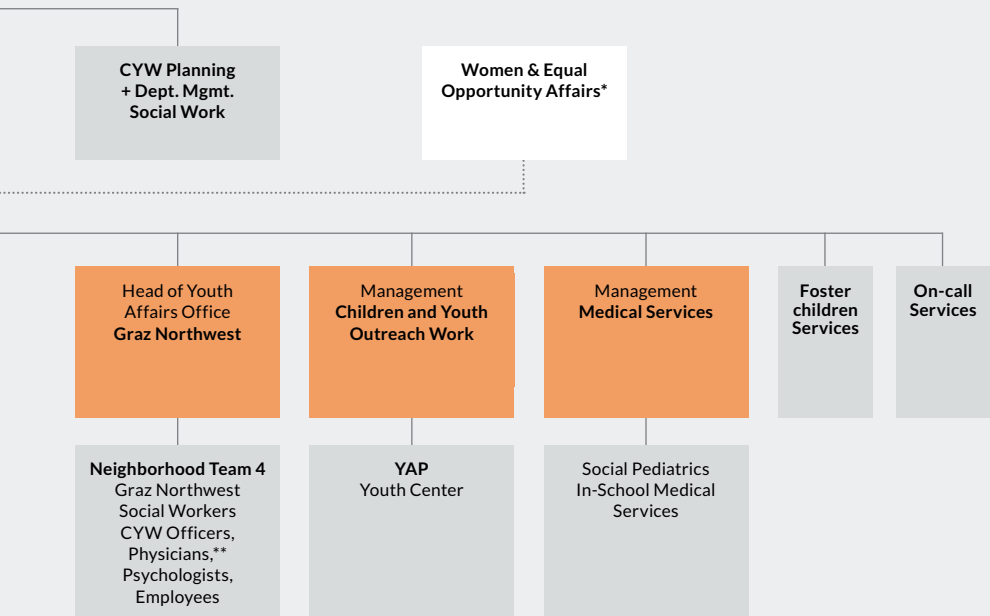 CYW Planning
+ Dept. Mgmt.
Social Work
Women & Equal
Opportunity Affairs*
Head of Youth
Affairs Office
Graz Northwest
Management
Children and Youth
Outreach Work
Management
Medical Services
Foster
children
Services
On-call
Services
Neighborhood Team 4
Graz Northwest
Social Workers
CYW Officers,
Physicians,**
Psychologists,
Employees
YAP
Youth Center
Social Pediatrics
In-School Medical
Services